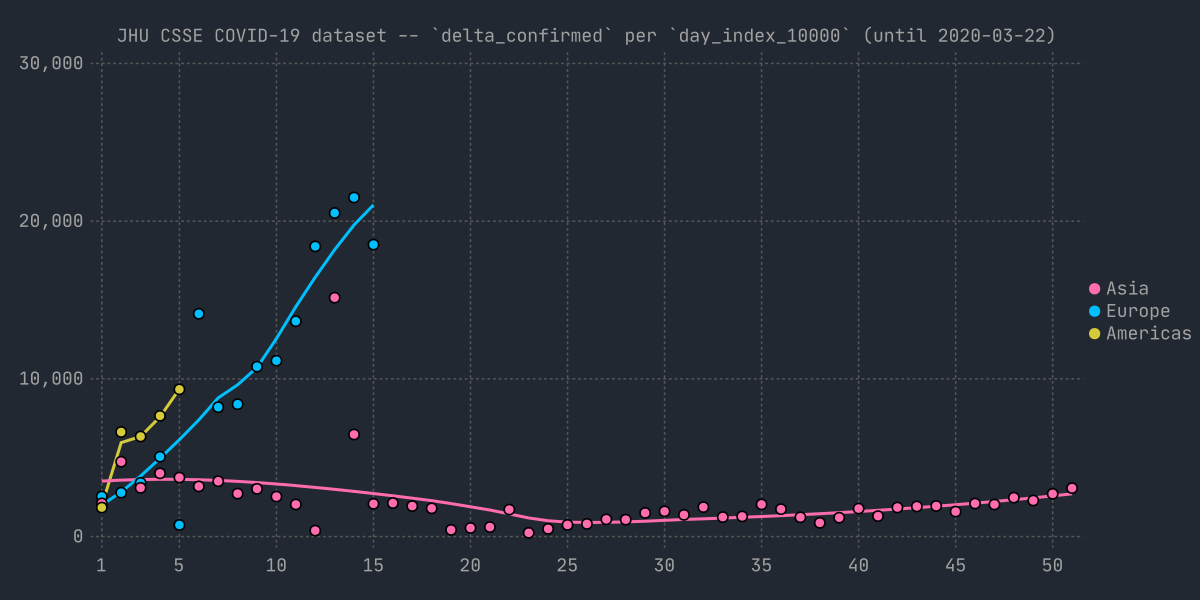 JHU CSSE COVID-19 dataset -- `delta_confirmed` per `day_index_10000` (until 2020-03-22)
30,000
20,000
10,000
0
1 5 10 15 20 25 30 35 40 45 50
Asia
Europe
Americas